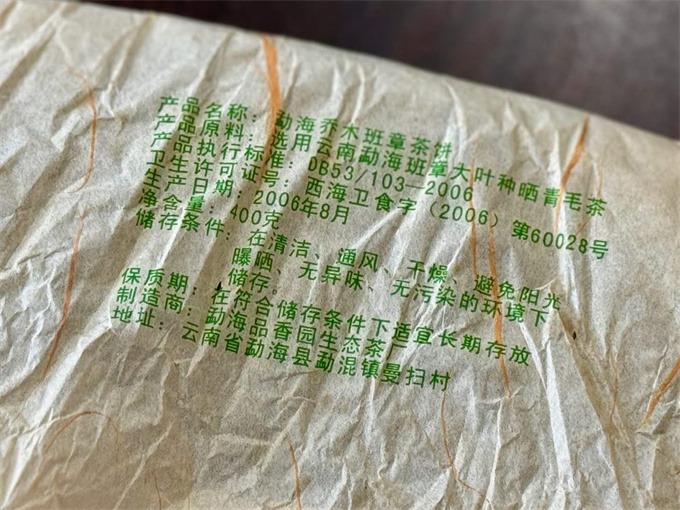 产品名称：勐海乔木班章茶饼
产品原料：选用云南勐海班章大叶种晒青毛茶
产品执行标准：DB53/103—2006
卫生许可证号：西海卫食字（2006）第60028号
生产日期：2006年8月
净含量：400克
储存条件：在清洁、通风、干燥、避免阳光
曝晒、无异味、无污染的环境下
储存。
保质期：在符合储存条件下适宜长期存放
制造商：勐海品香园生态茶厂
地址：云南省勐海县勐混镇曼扫村